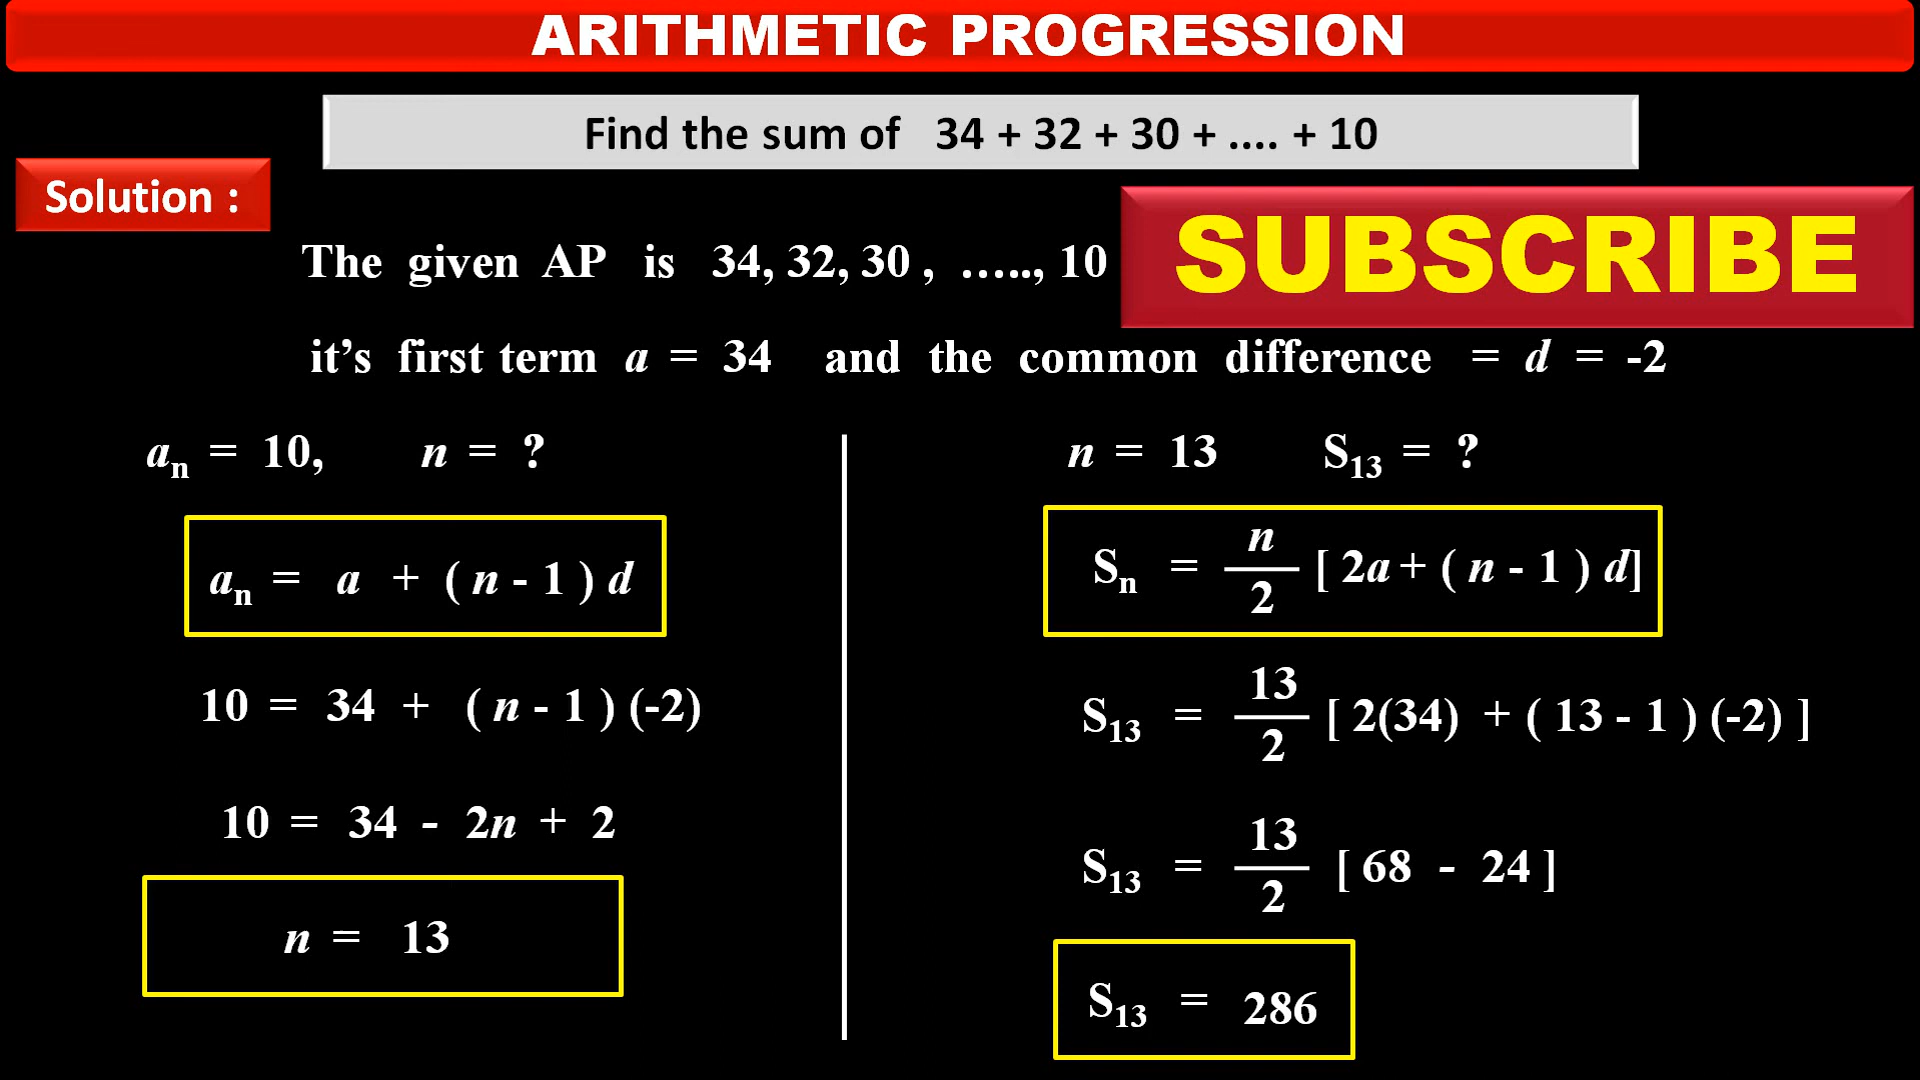 ARITHMETIC PROGRESSION
Find the sum of 34 + 32 + 30 + .... + 10
Solution :
SUBSCRIBE
The given AP is 34, 32, 30 , ….., 10
it’s first term a = 34 and the common difference = d = -2
aₙ = 10, n = ?
aₙ = a + ( n - 1 ) d
10 = 34 + ( n - 1 ) (-2)
10 = 34 - 2n + 2
n = 13
n = 13 S₁₃ = ?
Sₙ = n/2 [ 2a + ( n - 1 ) d]
S₁₃ = 13/2 [ 2(34) + ( 13 - 1 ) (-2) ]
S₁₃ = 13/2 [ 68 - 24 ]
S₁₃ = 286